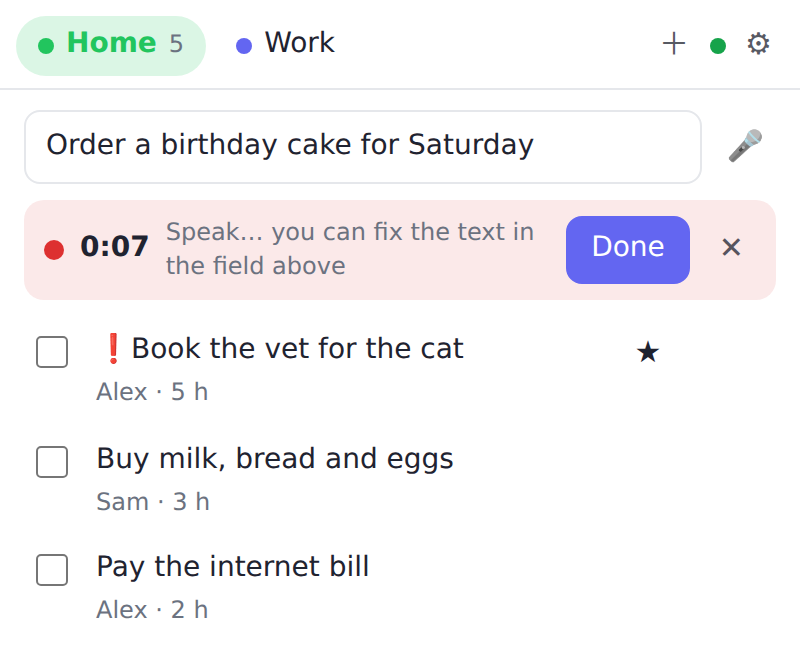 Home 5 Work
Order a birthday cake for Saturday
0:07 Speak... you can fix the text in
the field above
Done
❗Book the vet for the cat ★
Alex · 5 h
Buy milk, bread and eggs
Sam · 3 h
Pay the internet bill
Alex · 2 h